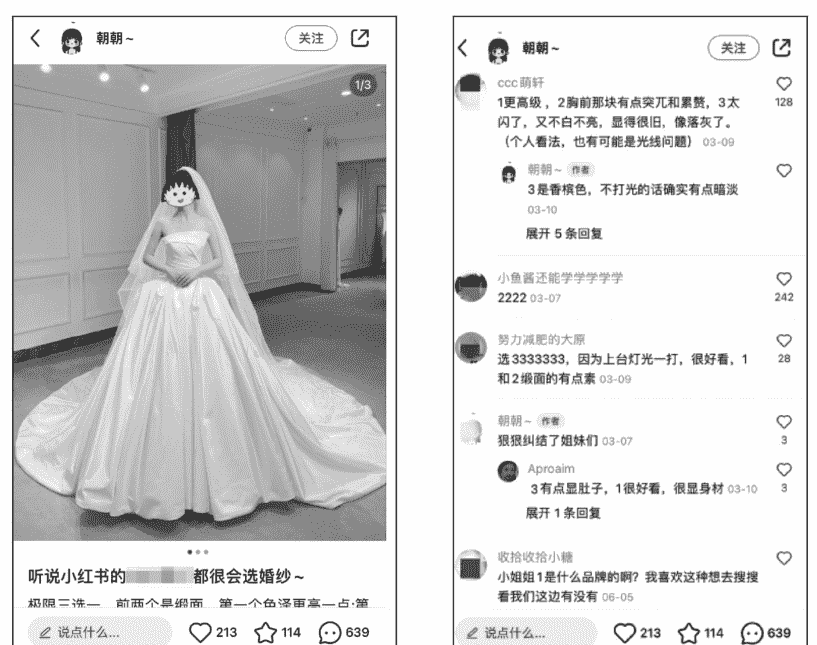 朝朝~
关注
1/3
听说小红书的
都很会选婚纱~
极限三选一，前两个是缎面，第一个色泽更高一点;第
说点什么...
213
114
639
朝朝~
关注
ccc萌轩
1更高级，2胸前那块有点突兀和累赘，3太
闪了，又不白不亮，显得很旧，像落灰了。
（个人看法，也有可能是光线问题） 03-09
128
朝朝~ 作者
3是香槟色，不打光的话确实有点暗淡
03-10
展开 5 条回复
小鱼酱还能学学学学学
2222 03-07
242
努力减肥的大原
选3333333，因为上台灯光一打，很好看，1
和2缎面的有点素 03-09
28
朝朝~ 作者
狠狠纠结了姐妹们 03-07
3
Aproaim
3有点显肚子，1很好看，很显身材 03-10
3
展开 1 条回复
收拾收拾小糖
小姐姐1是什么品牌的啊？我喜欢这种想去搜搜
看我们这边有没有 06-05
说点什么...
213
114
639